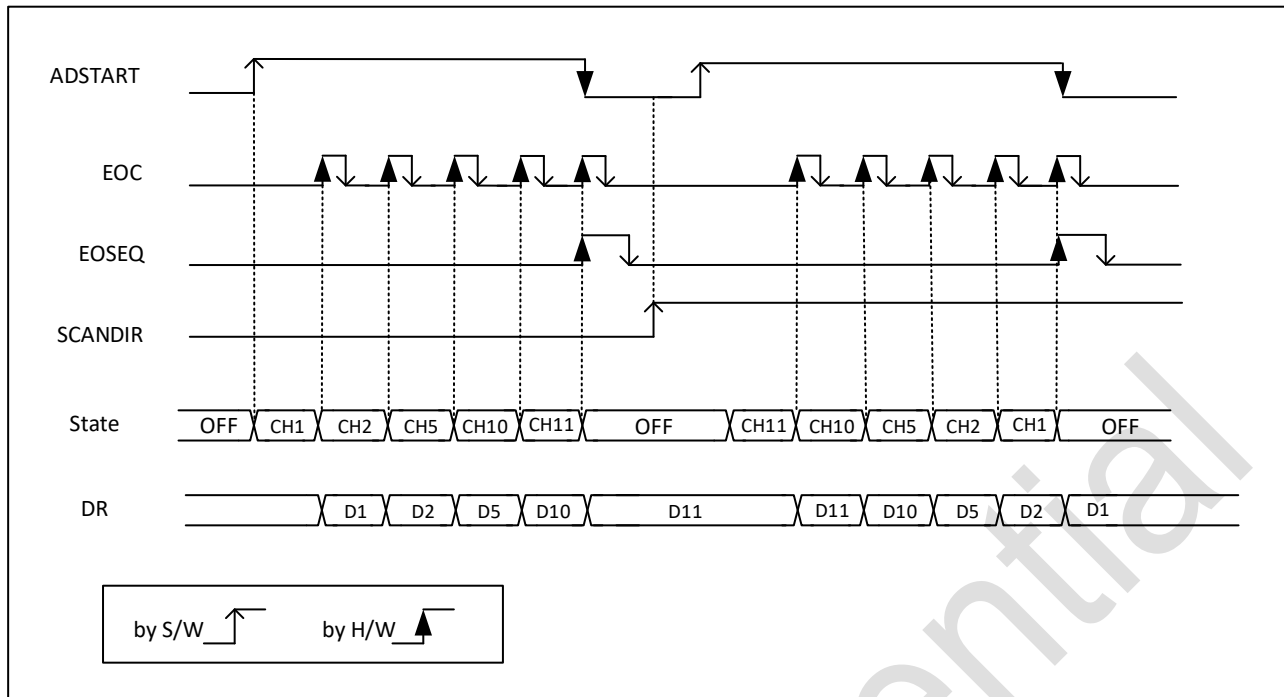 ADSTART
EOC
EOSEQ
SCANDIR
State OFF CH1 CH2 CH5 CH10 CH11 OFF CH11 CH10 CH5 CH2 CH1 OFF
DR D1 D2 D5 D10 D11 D11 D10 D5 D2 D1
by S/W by H/W
ential